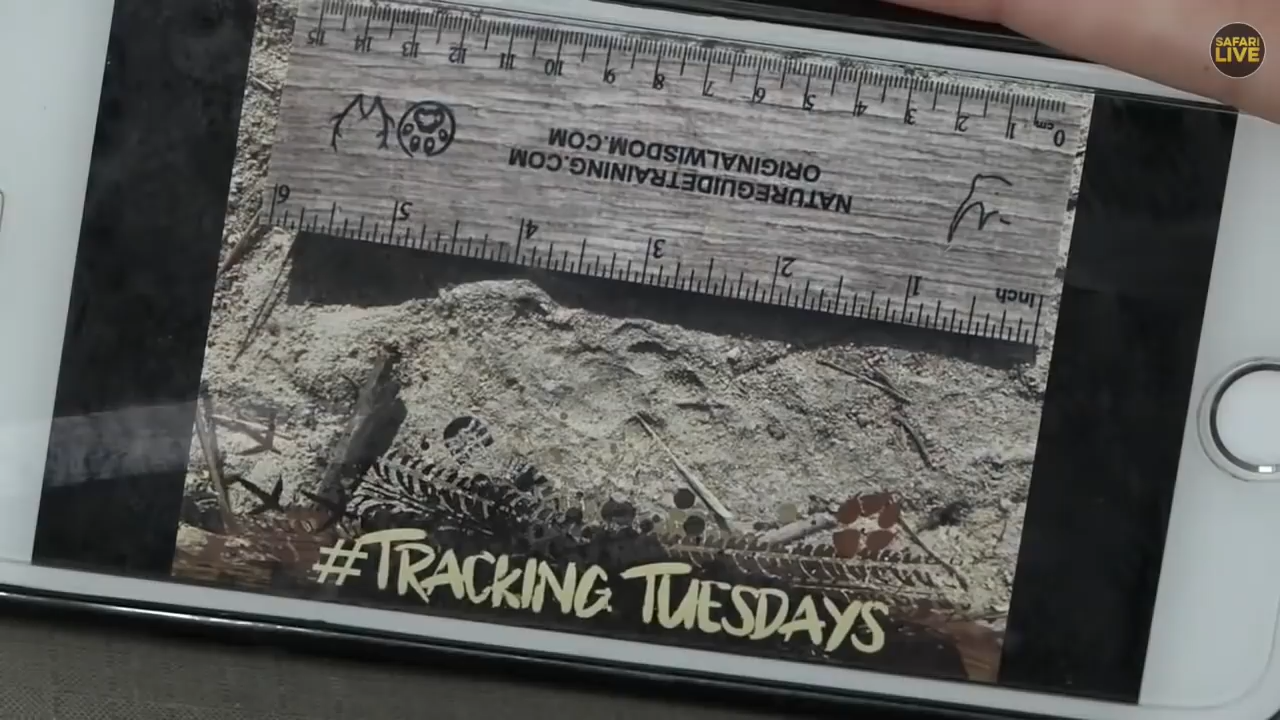 SAFARI
LIVE
15 14 13 12 11 10 9 8 7 6 5 4 3 2 1 0
cm
ORIGINALWISDOM.COM
NATUREGUIDETRAINING.COM
6 5 4 3 2 1 Inch
#TRACKING TUESDAYS